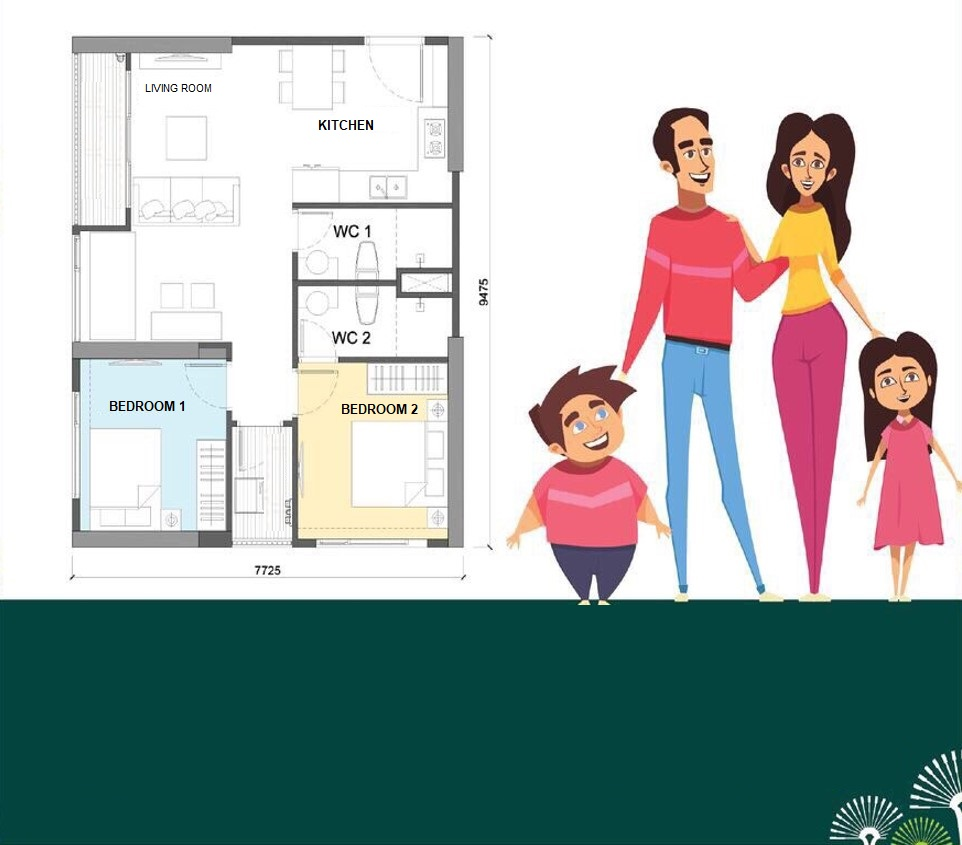 LIVING ROOM
KITCHEN
WC 1
WC 2
9475
BEDROOM 1
BEDROOM 2
7725